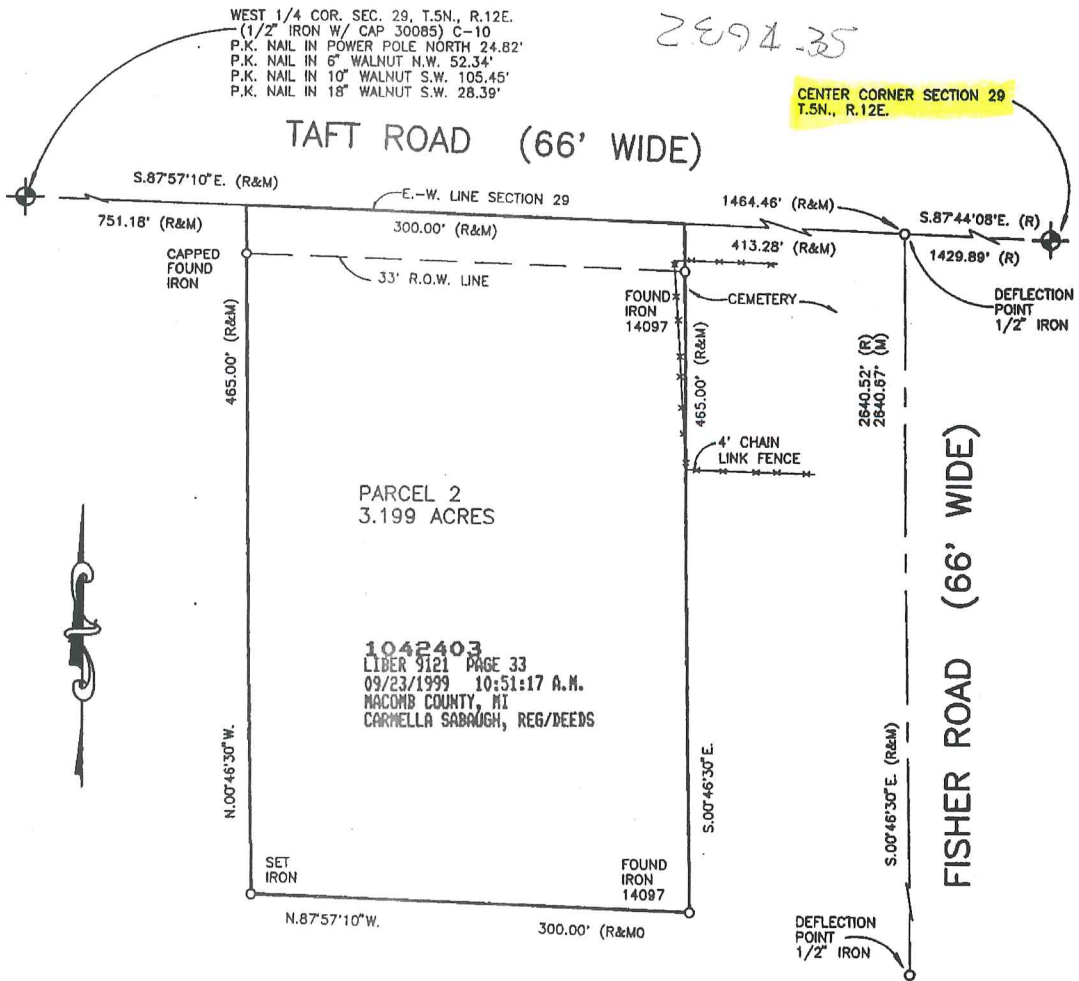 WEST 1/4 COR. SEC. 29, T.5N., R.12E.
(1/2" IRON W/ CAP 30085) C-10
P.K. NAIL IN POWER POLE NORTH 24.82'
P.K. NAIL IN 6" WALNUT N.W. 52.34'
P.K. NAIL IN 10" WALNUT S.W. 105.45'
P.K. NAIL IN 18" WALNUT S.W. 28.39'
CENTER CORNER SECTION 29
T.5N., R.12E.
TAFT ROAD (66' WIDE)
S.87°57'10"E. (R&M)
E.-W. LINE SECTION 29
1464.46' (R&M)
S.87°44'08"E. (R)
751.18' (R&M)
300.00' (R&M)
413.28' (R&M)
1429.89' (R)
CAPPED
FOUND
IRON
33' R.O.W. LINE
FOUND
IRON
14097
CEMETERY
DEFLECTION
POINT
1/2" IRON
465.00' (R&M)
465.00' (R&M)
2640.52' (R)
2640.67' (M)
4' CHAIN
LINK FENCE
PARCEL 2
3.199 ACRES
FISHER ROAD (66' WIDE)
1042403
LIBER 9121 PAGE 33
09/23/1999 10:51:17 A.M.
MACOMB COUNTY, MI
CARMELLA SABAUGH, REG/DEEDS
N.00°46'30"W.
S.00°46'30"E.
S.00°46'30"E. (R&M)
SET
IRON
FOUND
IRON
14097
N.87°57'10"W.
300.00' (R&M0
DEFLECTION
POINT
1/2" IRON